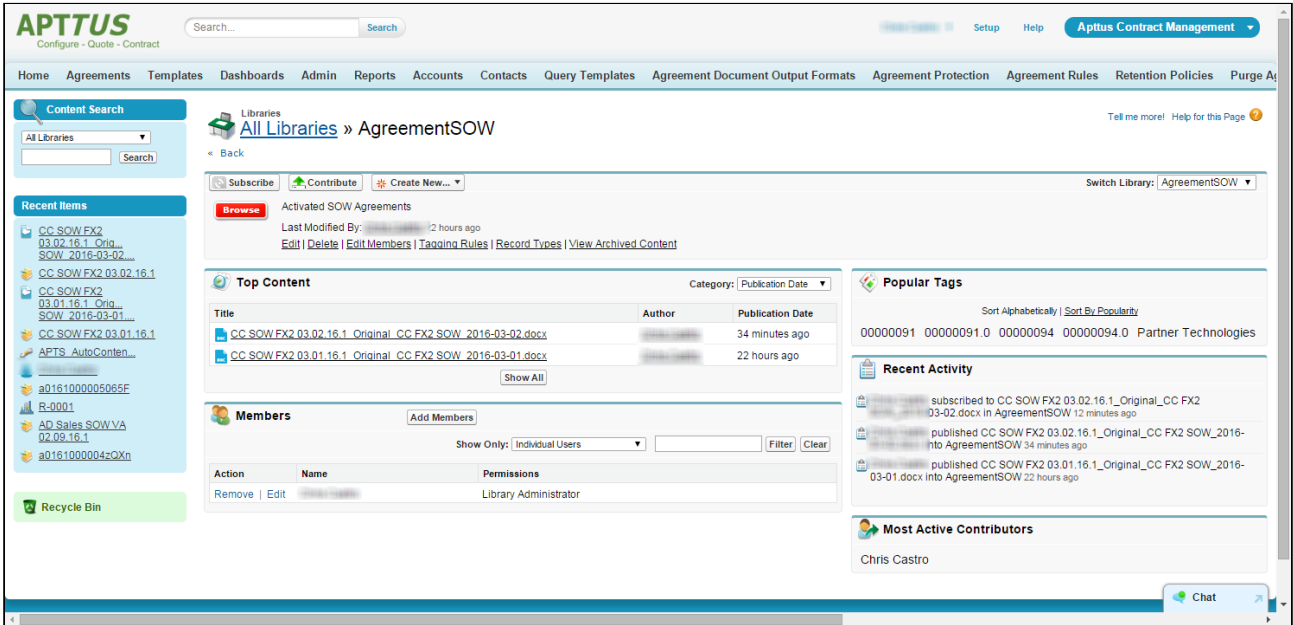 APTTUS
Configure - Quote - Contract
Search...
Search
Setup
Help
Apttus Contract Management
Home Agreements Templates Dashboards Admin Reports Accounts Contacts Query Templates Agreement Document Output Formats Agreement Protection Agreement Rules Retention Policies Purge Ag
Content Search
All Libraries
Search
Recent Items
CC SOW FX2
03.02.16.1_Orig...
SOW_2016-03-02....
CC SOW FX2 03.02.16.1
CC SOW FX2
03.01.16.1_Orig...
SOW_2016-03-01....
CC SOW FX2 03.01.16.1
APTS_AutoConten...
a0161000005065F
R-0001
AD Sales SOW VA
02.09.16.1
a0161000004zQXn
Recycle Bin
Libraries
All Libraries » AgreementSOW
« Back
Tell me more! Help for this Page
Subscribe
Contribute
Create New...
Switch Library: AgreementSOW
Browse
Activated SOW Agreements
Last Modified By: 2 hours ago
Edit | Delete | Edit Members | Tagging Rules | Record Types | View Archived Content
Top Content
Category: Publication Date
Title Author Publication Date
CC SOW FX2 03.02.16.1_Original_CC FX2 SOW_2016-03-02.docx 34 minutes ago
CC SOW FX2 03.01.16.1_Original_CC FX2 SOW_2016-03-01.docx 22 hours ago
Show All
Members
Add Members
Show Only: Individual Users
Filter
Clear
Action Name Permissions
Remove | Edit Library Administrator
Popular Tags
Sort Alphabetically | Sort By Popularity
00000091 00000091.0 00000094 00000094.0 Partner Technologies
Recent Activity
subscribed to CC SOW FX2 03.02.16.1_Original_CC FX2
03-02.docx in AgreementSOW 12 minutes ago
published CC SOW FX2 03.02.16.1_Original_CC FX2 SOW_2016-
into AgreementSOW 34 minutes ago
published CC SOW FX2 03.01.16.1_Original_CC FX2 SOW_2016-
03-01.docx into AgreementSOW 22 hours ago
Most Active Contributors
Chris Castro
Chat